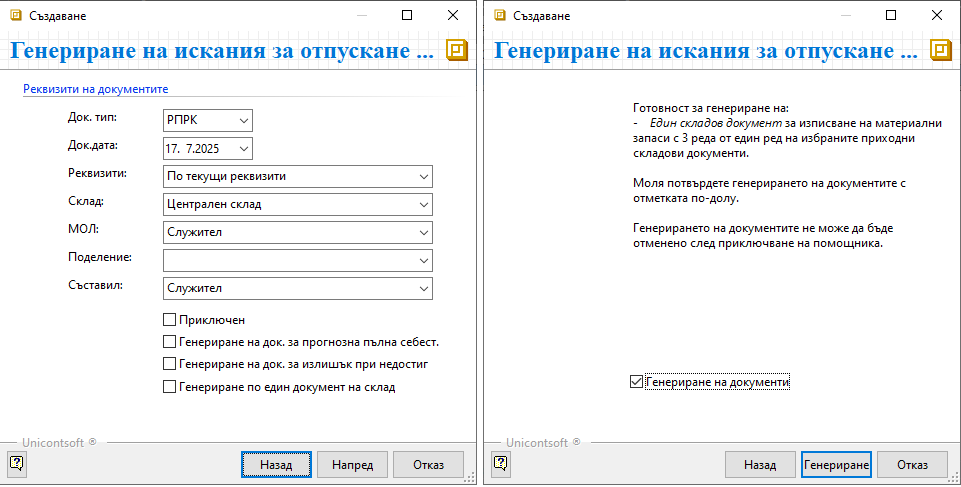 Създаване
Генериране на искания за отпускане ...
Реквизити на документите
Док. тип:
РПРК
Док.дата:
17. 7.2025
Реквизити:
По текущи реквизити
Склад:
Централен склад
МОЛ:
Служител
Поделение:
Съставил:
Служител
Приключен
Генериране на док. за прогнозна пълна себест.
Генериране на док. за излишък при недостиг
Генериране по един документ на склад
Unicontsoft ®
Назад
Напред
Отказ
Създаване
Генериране на искания за отпускане ...
Готовност за генериране на:
- Един складов документ за изписване на материални
запаси с 3 реда от един ред на избраните приходни
складови документи.
Моля потвърдете генерирането на документите с
отметката по-долу.
Генерирането на документите не може да бъде
отменено след приключване на помощника.
Генериране на документи
Unicontsoft ®
Назад
Генериране
Отказ